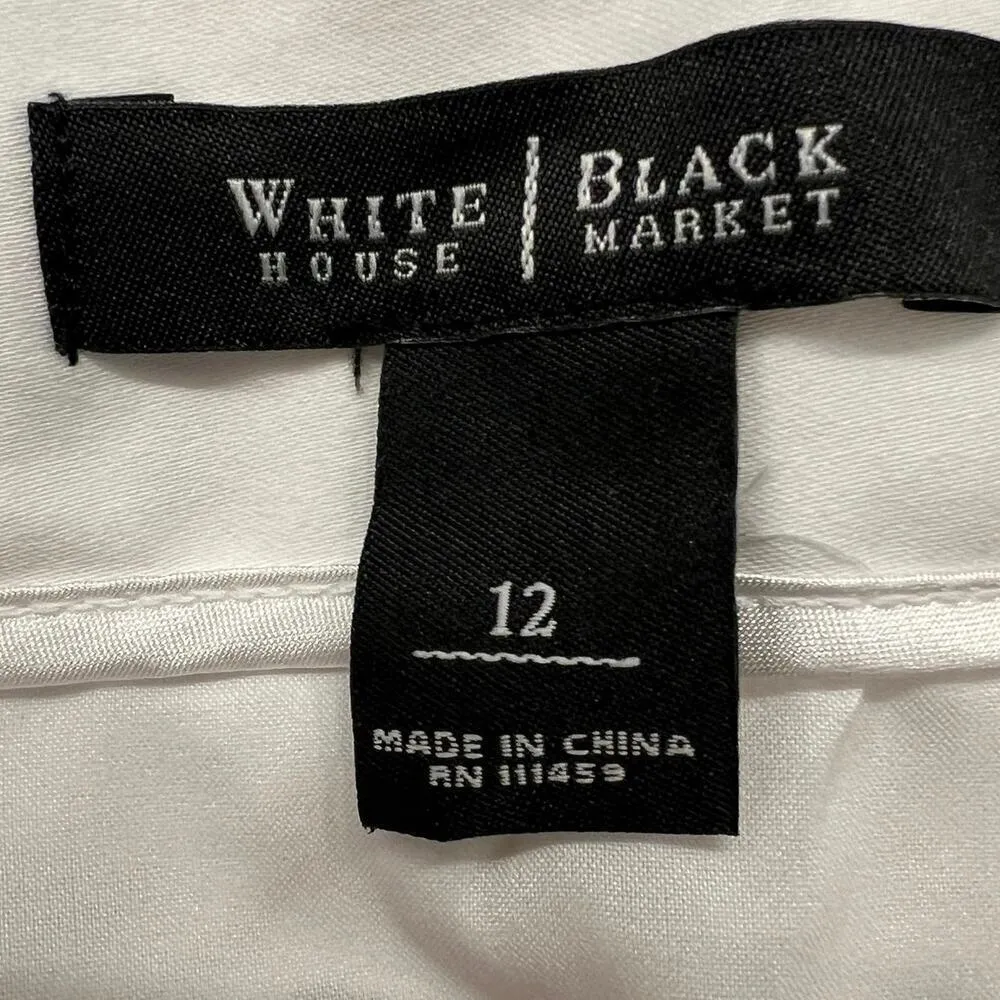 WHITE | BLACK
HOUSE | MARKET
12
MADE IN CHINA
RN 111459